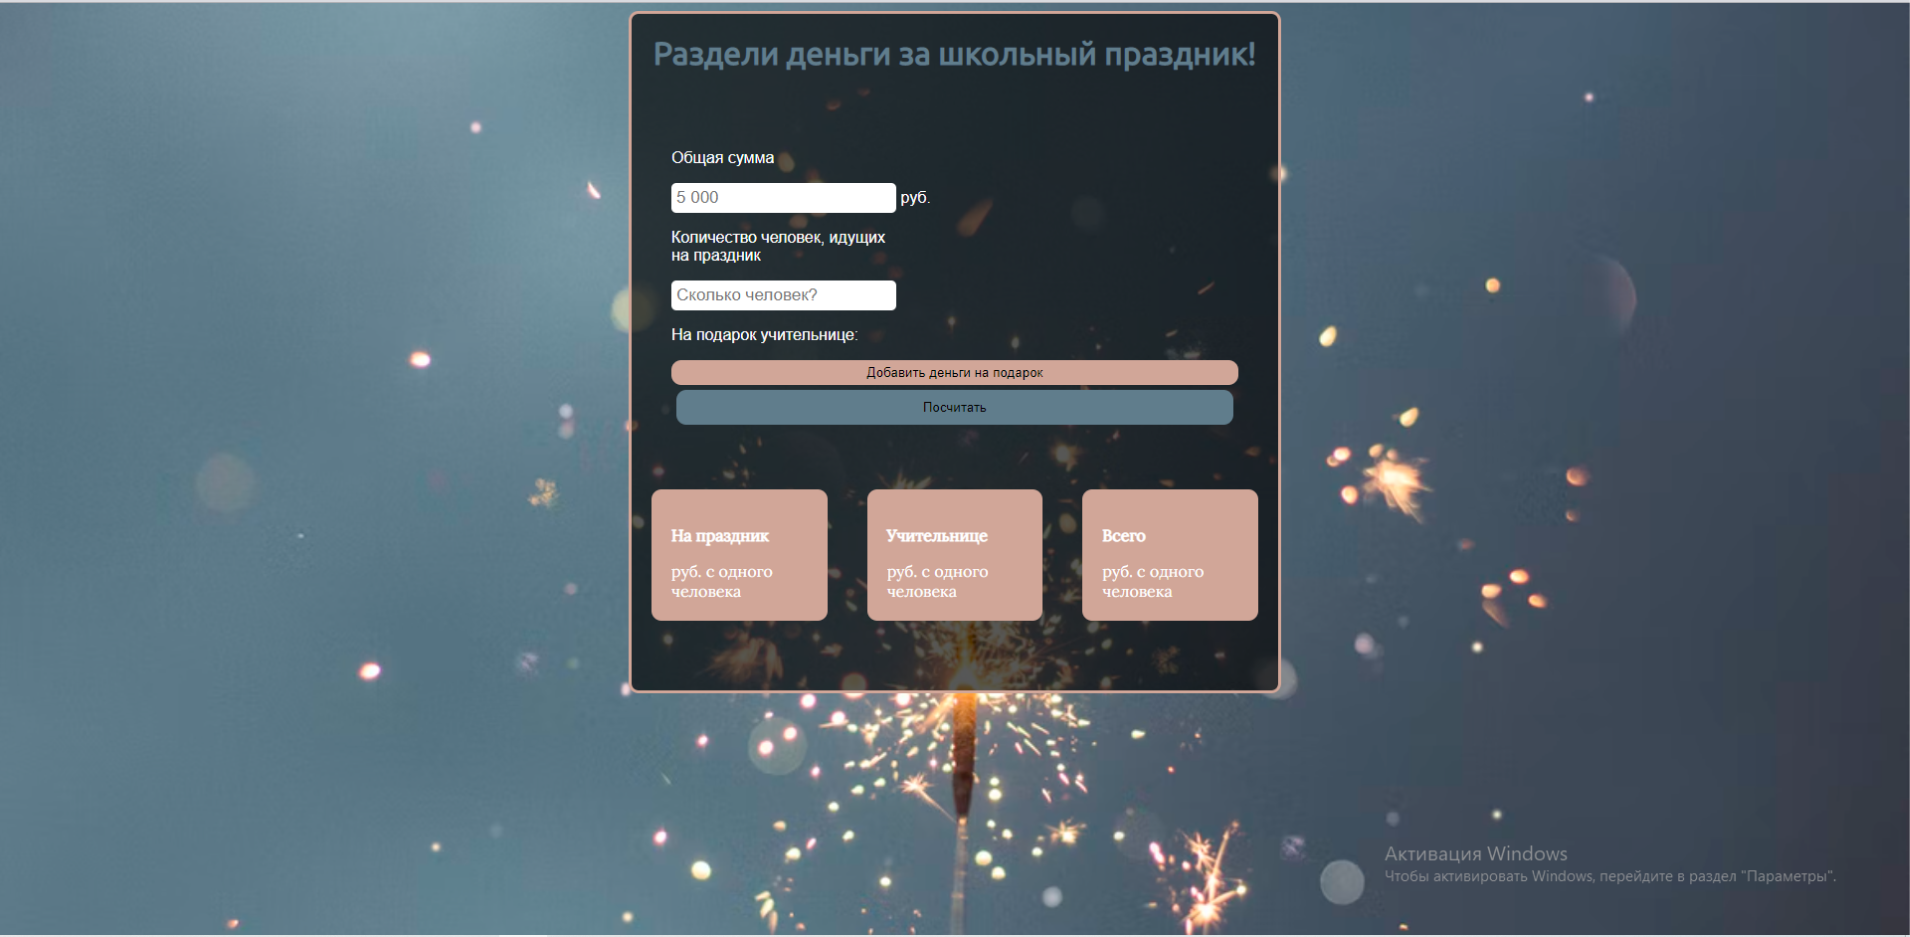 Раздели деньги за школьный праздник!
Общая сумма
5 000 руб.
Количество человек, идущих
на праздник
Сколько человек?
На подарок учительнице:
Добавить деньги на подарок
Посчитать
На праздник
руб. с одного
человека
Учительнице
руб. с одного
человека
Всего
руб. с одного
человека
Активация Windows
Чтобы активировать Windows, перейдите в раздел "Параметры".